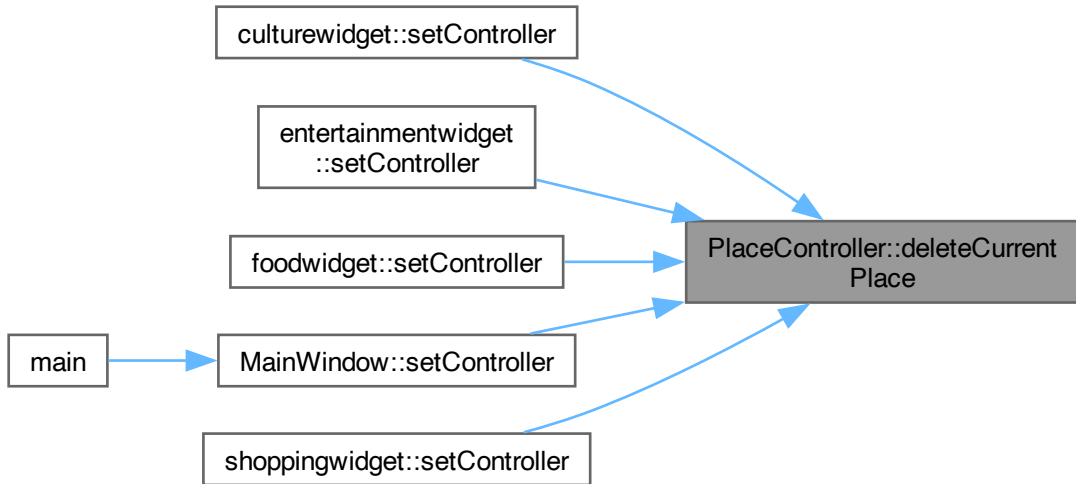 culturewidget::setController
entertainmentwidget
::setController
foodwidget::setController
main
MainWindow::setController
shoppingwidget::setController
PlaceController::deleteCurrent
Place